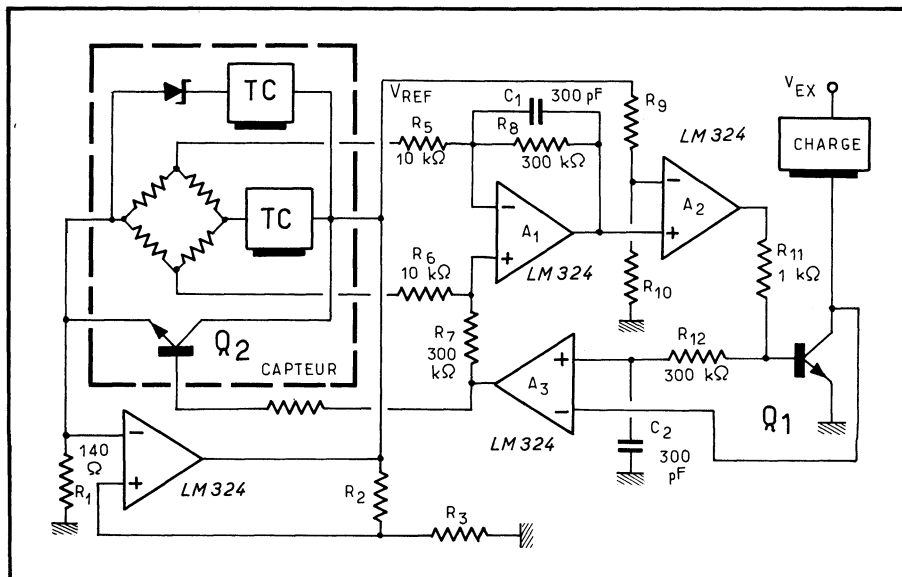 TC
TC
CAPTEUR
Q2
VREF
R5
10 kΩ
C1
300 pF
R8
300 kΩ
A1
LM 324
R6
10 kΩ
R7
300
kΩ
R9
LM 324
A2
R10
R11
1 kΩ
VEX
CHARGE
R12
300 kΩ
A3
LM 324
C2
300
pF
Q1
140
Ω
R1
LM 324
R2
R3
- + - + - + + -